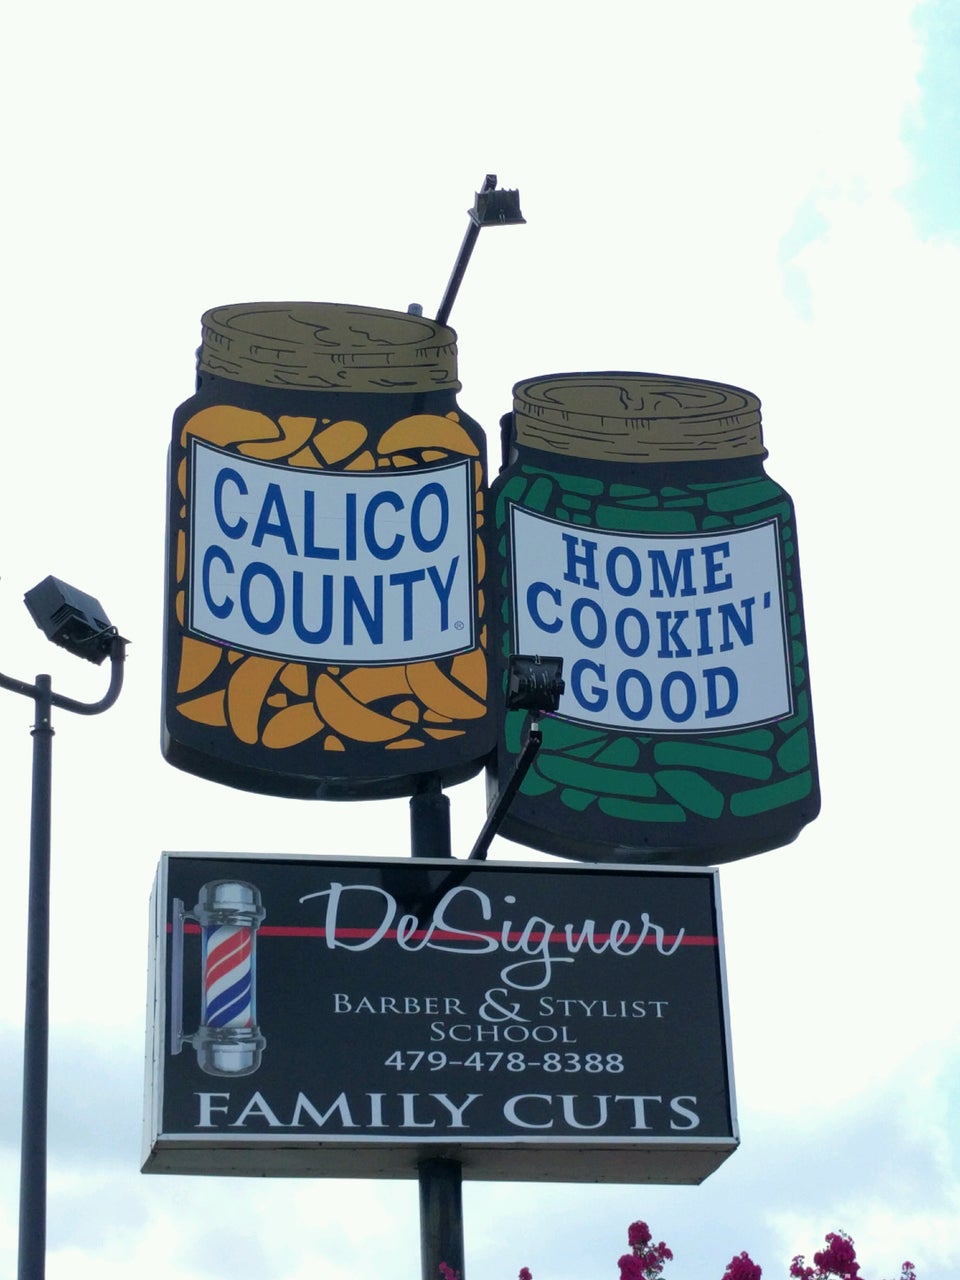 CALICO
COUNTY®
HOME
COOKIN'
GOOD
DeSigner
BARBER & STYLIST
SCHOOL
479-478-8388
FAMILY CUTS